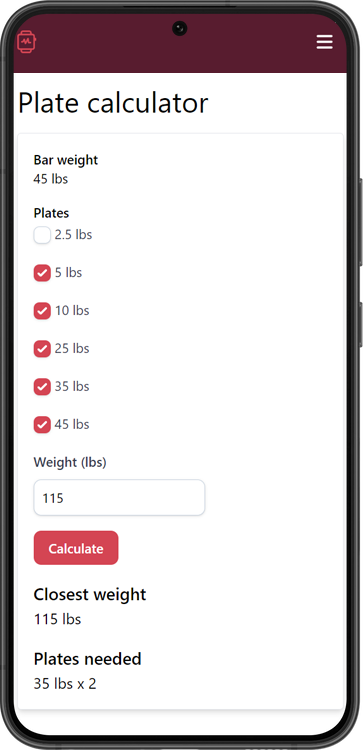 Plate calculator
Bar weight
45 lbs
Plates
2.5 lbs
5 lbs
10 lbs
25 lbs
35 lbs
45 lbs
Weight (lbs)
115
Calculate
Closest weight
115 lbs
Plates needed
35 lbs x 2